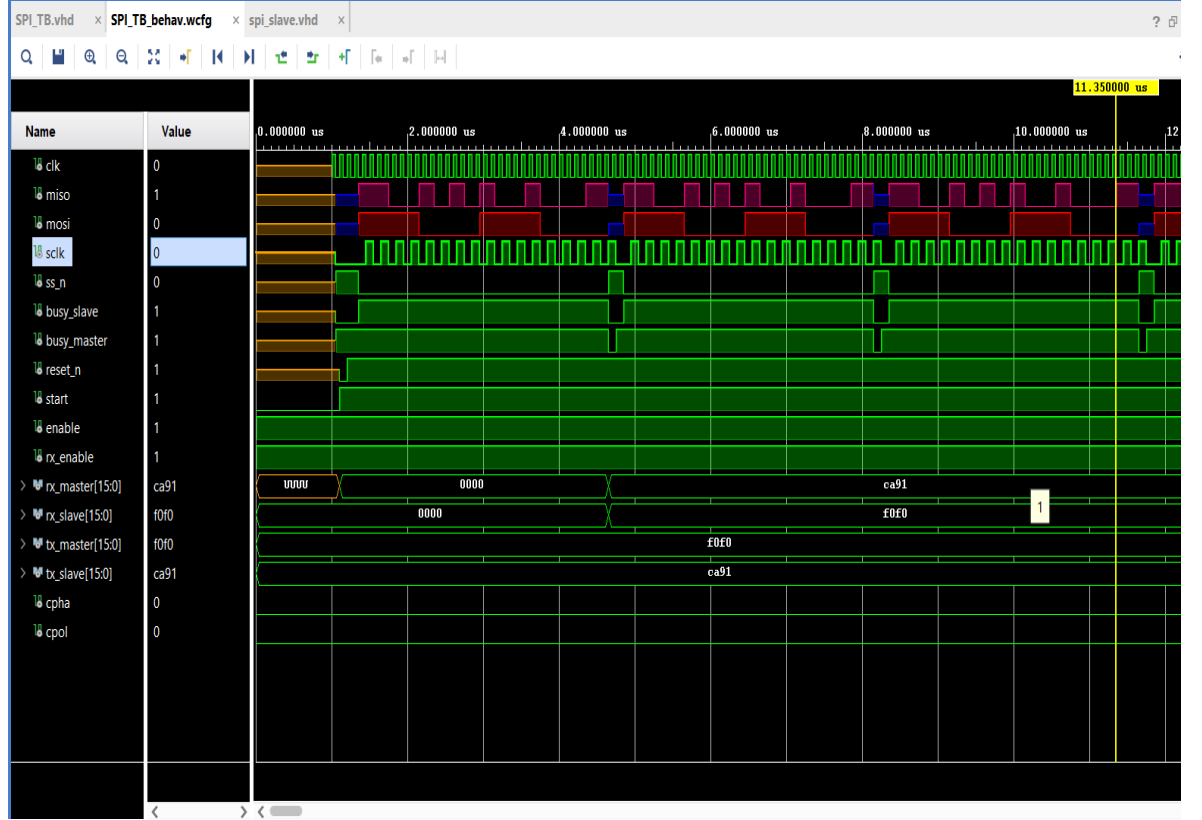 SPI_TB.vhd × SPI_TB_behav.wcfg × spi_slave.vhd × ?
11.350000 us
Name Value 0.000000 us 2.000000 us 4.000000 us 6.000000 us 8.000000 us 10.000000 us 12
clk 0
miso 1
mosi 0
sclk 0
ss_n 0
busy_slave 1
busy_master 1
reset_n 1
start 1
enable 1
rx_enable 1
rx_master[15:0] ca91 UUUU 0000 ca91
rx_slave[15:0] f0f0 0000 f0f0 1
tx_master[15:0] f0f0 f0f0
tx_slave[15:0] ca91 ca91
cpha 0
cpol 0